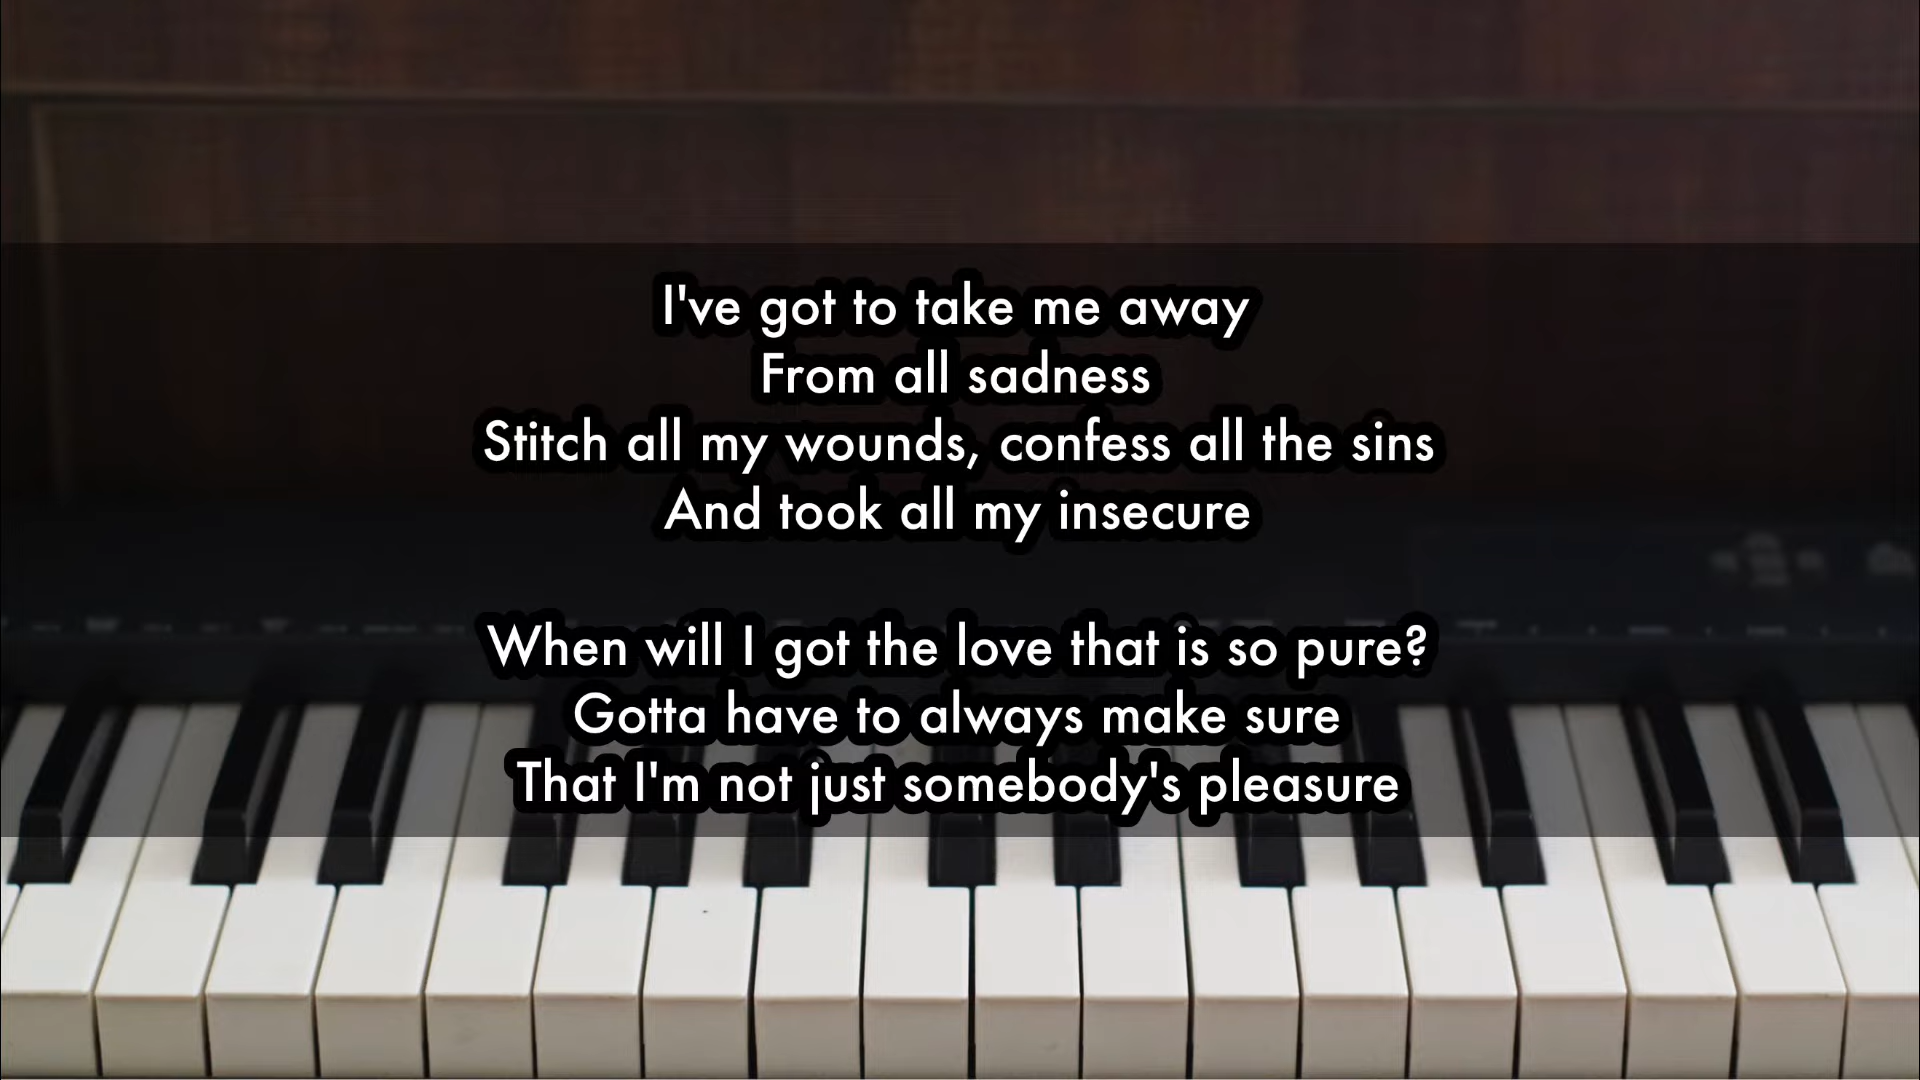 I've got to take me away
From all sadness
Stitch all my wounds, confess all the sins
And took all my insecure
When will I got the love that is so pure?
Gotta have to always make sure
That I'm not just somebody's pleasure